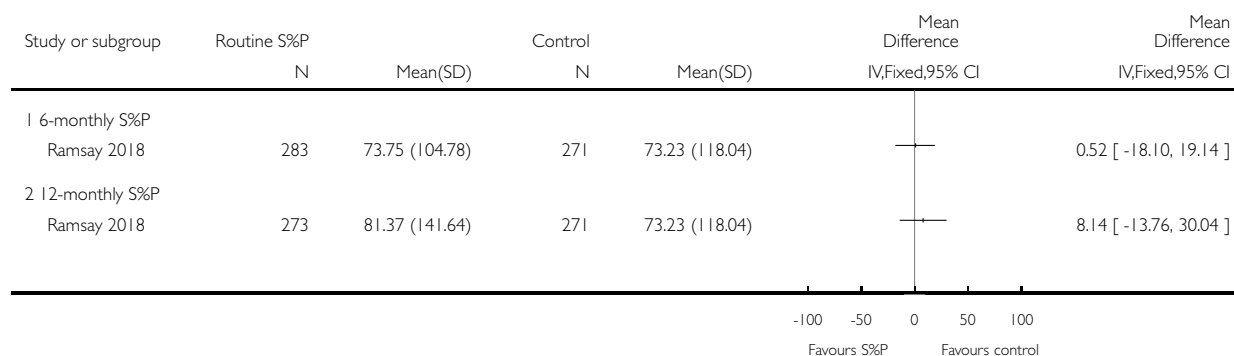 Study or subgroup Routine S%P Control Mean Difference Mean Difference
N Mean(SD) N Mean(SD) IV,Fixed,95% CI IV,Fixed,95% CI
1 6-monthly S%P
Ramsay 2018 283 73.75 (104.78) 271 73.23 (118.04) 0.52 [ -18.10, 19.14 ]
2 12-monthly S%P
Ramsay 2018 273 81.37 (141.64) 271 73.23 (118.04) 8.14 [ -13.76, 30.04 ]
-100 -50 0 50 100
Favours S%P Favours control